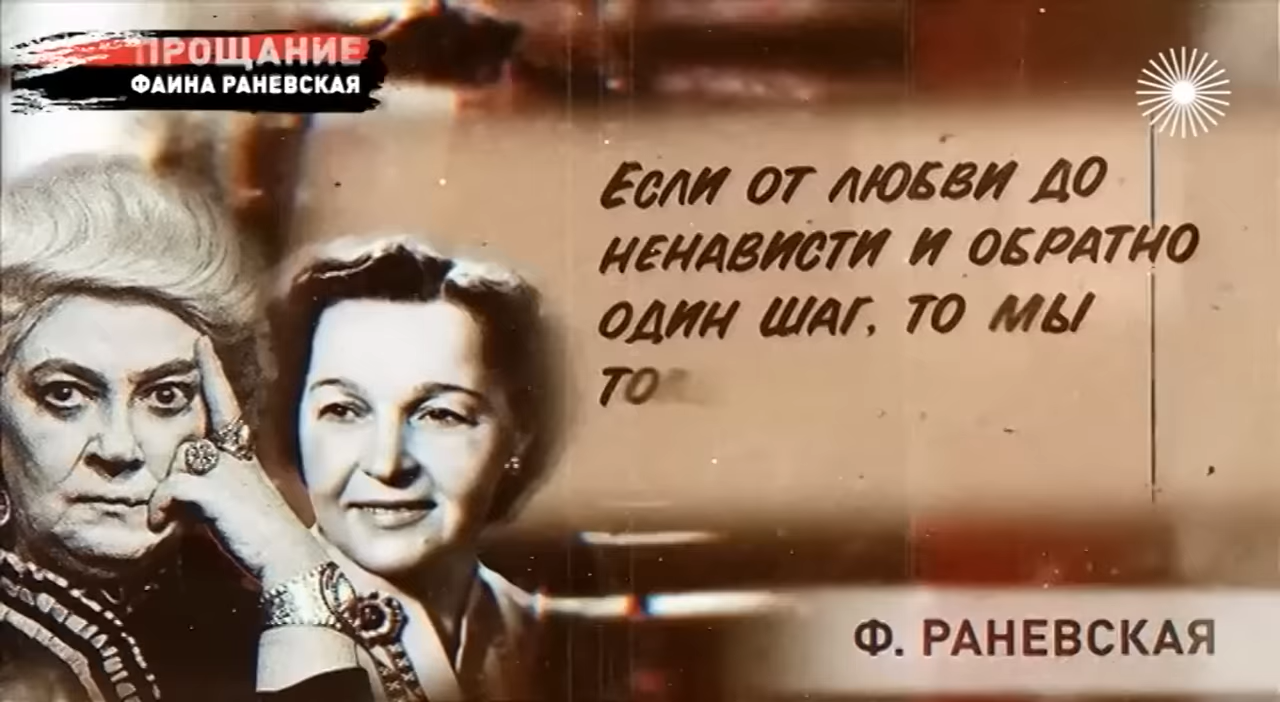 ПРОЩАНИЕ
ФАИНА РАНЕВСКАЯ
ЕСЛИ ОТ ЛЮБВИ ДО
НЕНАВИСТИ И ОБРАТНО
ОДИН ШАГ, ТО МЫ
Ф. РАНЕВСКАЯ